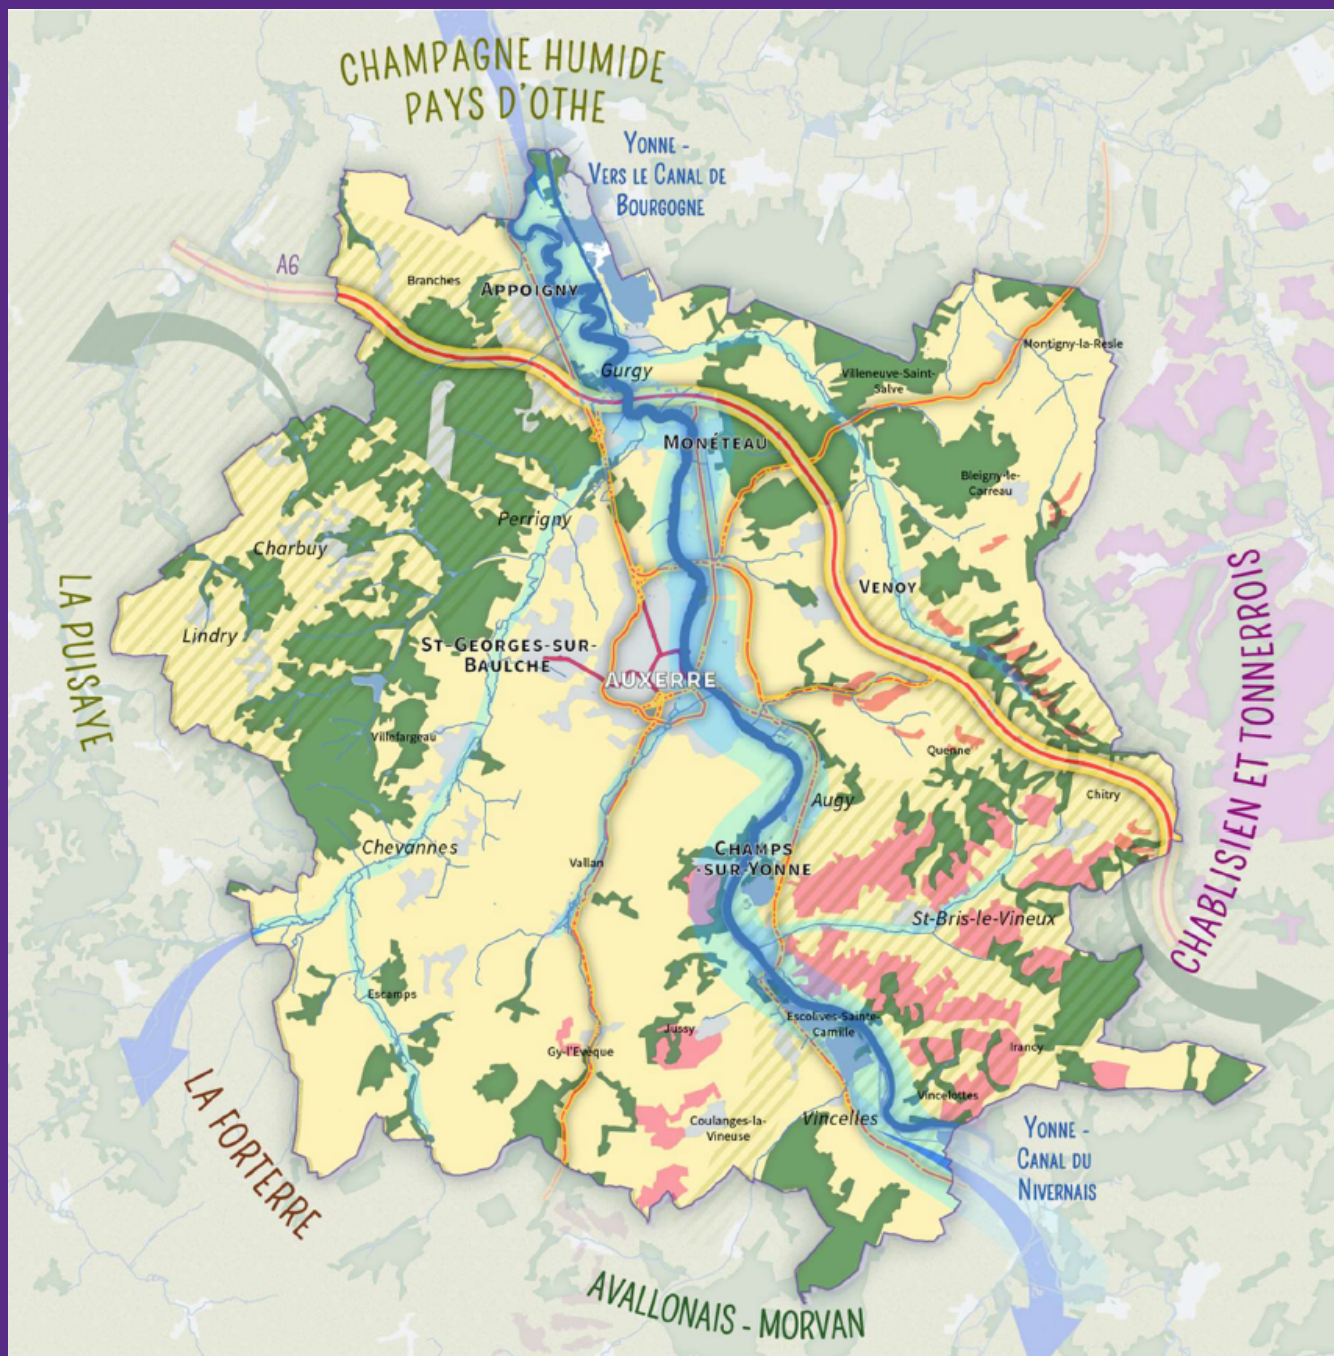 CHAMPAGNE HUMIDE
PAYS D'OTHE
YONNE -
VERS LE CANAL DE
BOURGOGNE
A6
Branches
APPOIGNY
Gurgy
Montigny-la-Resle
Villeneuve-Saint-
Salve
MONÉTEAU
Bleigny-le-
Carreau
Perrigny
Charbuy
VENOY
LA PUISAYE
Lindry
ST-GEORGES-SUR-
BAULCHE
AUXERRE
Villefargeau
Quenne
CHABLISIEN ET TONNERROIS
Chitry
Augy
Chevannes
Vallan
CHAMPS
-SUR-YONNE
St-Bris-le-Vineux
Escamps
Escolives-Sainte-
Camille
Jussy
Gy-l'Evêque
Irancy
LA FORTERRE
Vincelottes
Coulanges-la-
Vineuse
Vincelles
YONNE -
CANAL DU
NIVERNAIS
AVALLONAIS - MORVAN